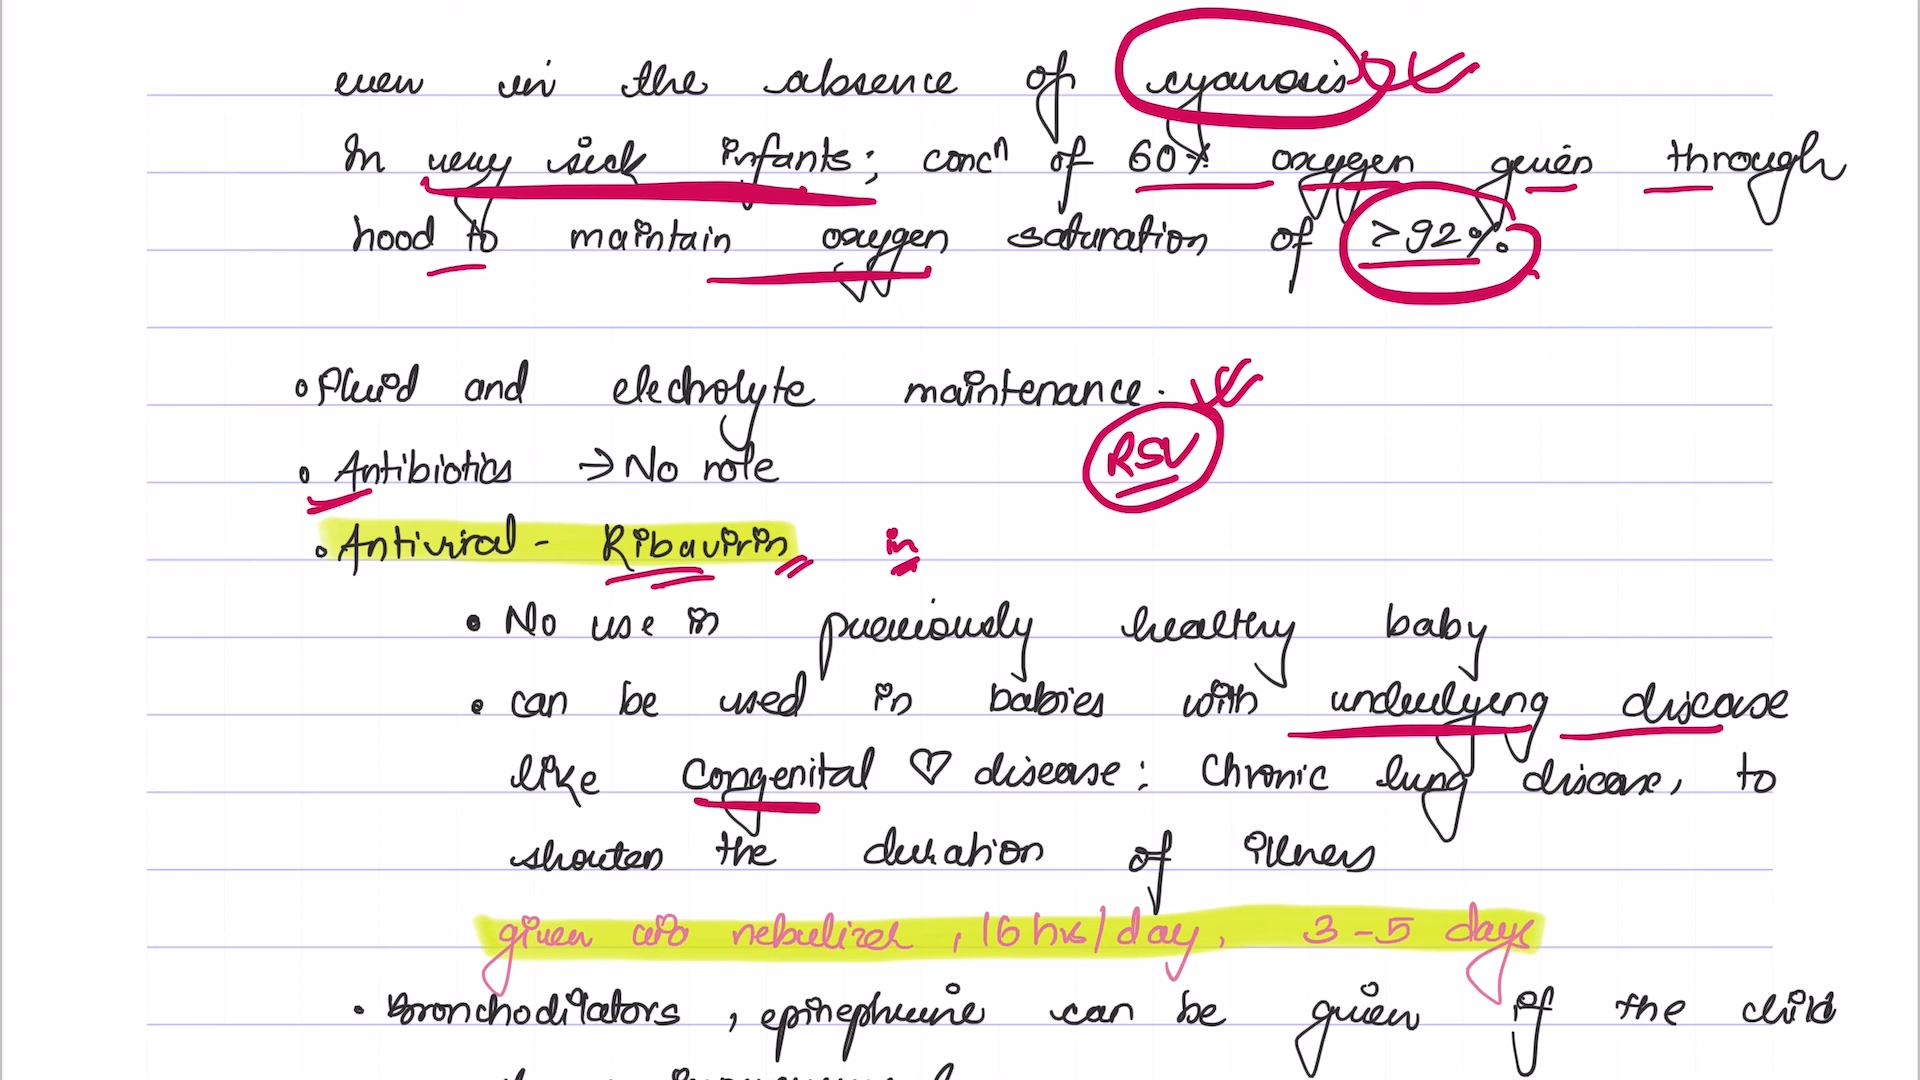 even in the absence of cyanosis
In very sick infants; concⁿ of 60% oxygen given through
hood to maintain oxygen saturation of >92%.
• Fluid and electrolyte maintenance.
RSV
• Antibiotics → No role
• Antiviral - Ribavirin in
• No use in previously healthy baby
• can be used in babies with underlying disease
like Congenital ♡ disease: Chronic lung disease, to
shorten the duration of illness
given via nebulizer, 16 hrs/day, 3-5 days
• Bronchodilators, epinephrine can be given if the child